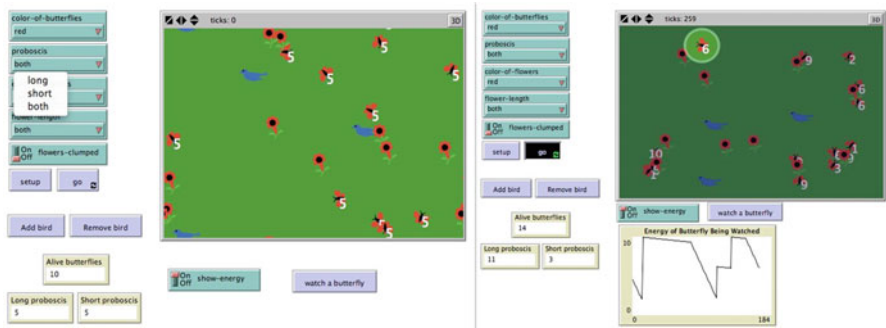 color-of-butterflies
red
proboscis
both
long
short
both
flower-length
both
On
Off
flowers-clumped
setup
go
Add bird
Remove bird
Alive butterflies
10
Long proboscis
5
Short proboscis
5
ticks: 0
3D
5
5
5
5
5
5
5
5
5
On
Off
show-energy
watch a butterfly
color-of-butterflies
red
proboscis
both
color-of-flowers
red
flower-length
both
On
Off
flowers-clumped
setup
go
Add bird
Remove bird
Alive butterflies
14
Long proboscis
11
Short proboscis
3
ticks: 259
3D
6
9
2
6
6
10
1
9
3
9
On
Off
show-energy
watch a butterfly
Energy of Butterfly Being Watched
10
0
0
184